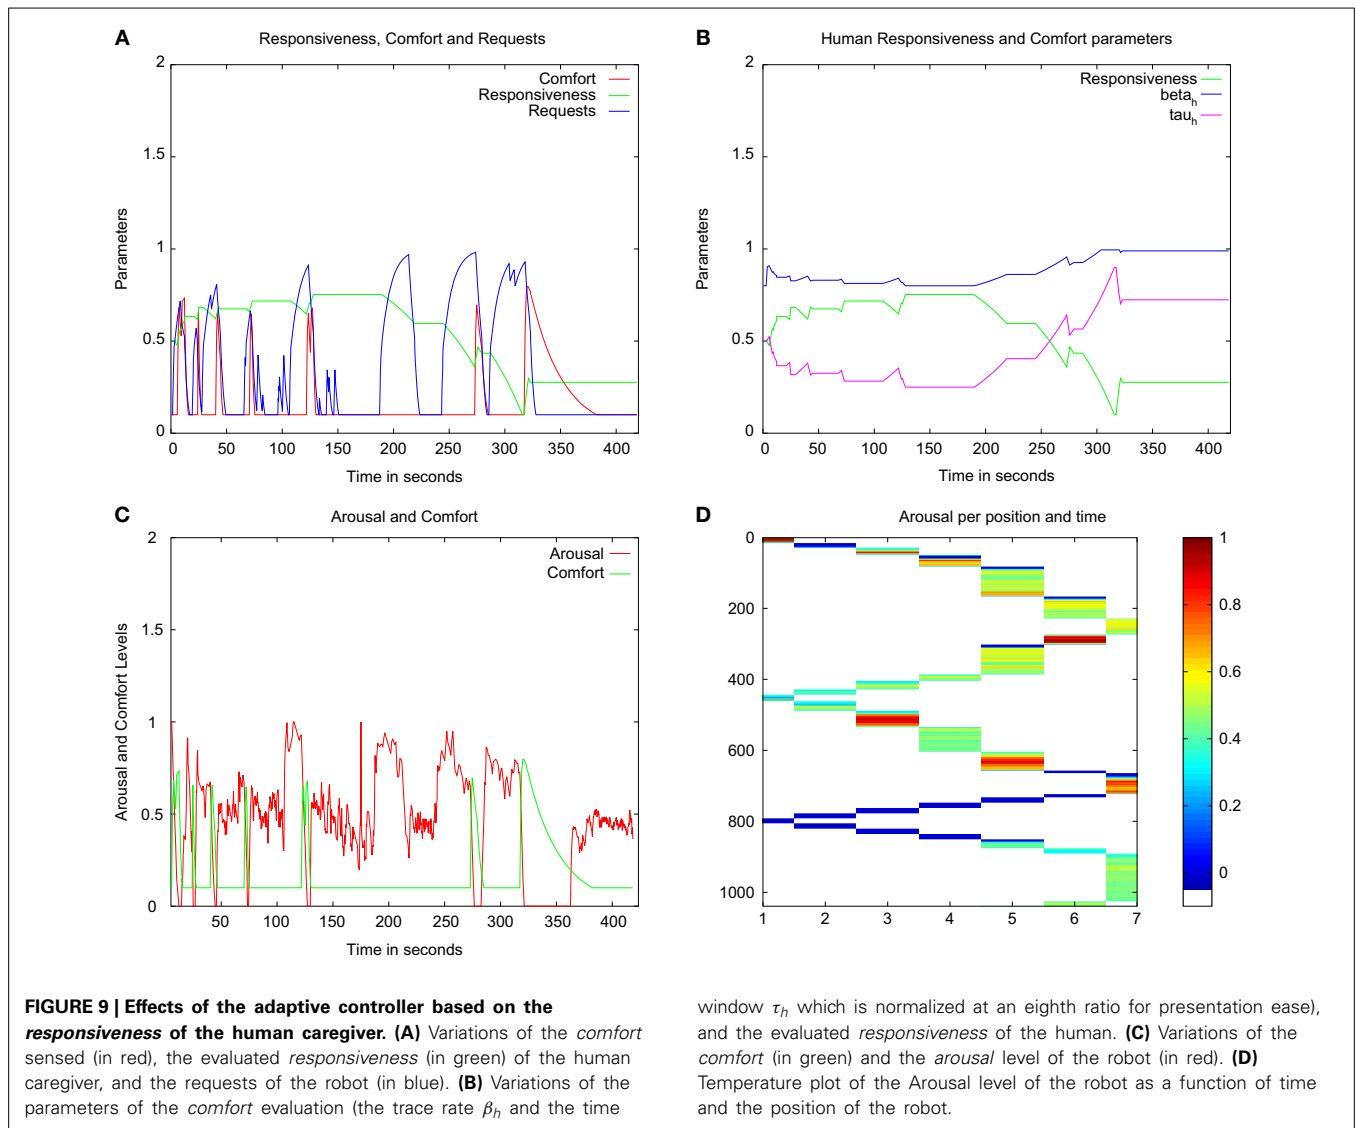 A
Responsiveness, Comfort and Requests
2
1.5
1
0.5
0
Parameters
Comfort
Responsiveness
Requests
0 50 100 150 200 250 300 350 400
Time in seconds
B
Human Responsiveness and Comfort parameters
2
1.5
1
0.5
0
Parameters
Responsiveness
beta_h
tau_h
0 50 100 150 200 250 300 350 400
Time in seconds
C
Arousal and Comfort
2
1.5
1
0.5
0
Arousal and Comfort Levels
Arousal
Comfort
50 100 150 200 250 300 350 400
Time in seconds
D
Arousal per position and time
0
200
400
600
800
1000
1 2 3 4 5 6 7
1
0.8
0.6
0.4
0.2
0
FIGURE 9 | Effects of the adaptive controller based on the
responsiveness of the human caregiver. (A) Variations of the comfort
sensed (in red), the evaluated responsiveness (in green) of the human
caregiver, and the requests of the robot (in blue). (B) Variations of the
parameters of the comfort evaluation (the trace rate β_h and the time
window τ_h which is normalized at an eighth ratio for presentation ease),
and the evaluated responsiveness of the human. (C) Variations of the
comfort (in green) and the arousal level of the robot (in red). (D)
Temperature plot of the Arousal level of the robot as a function of time
and the position of the robot.